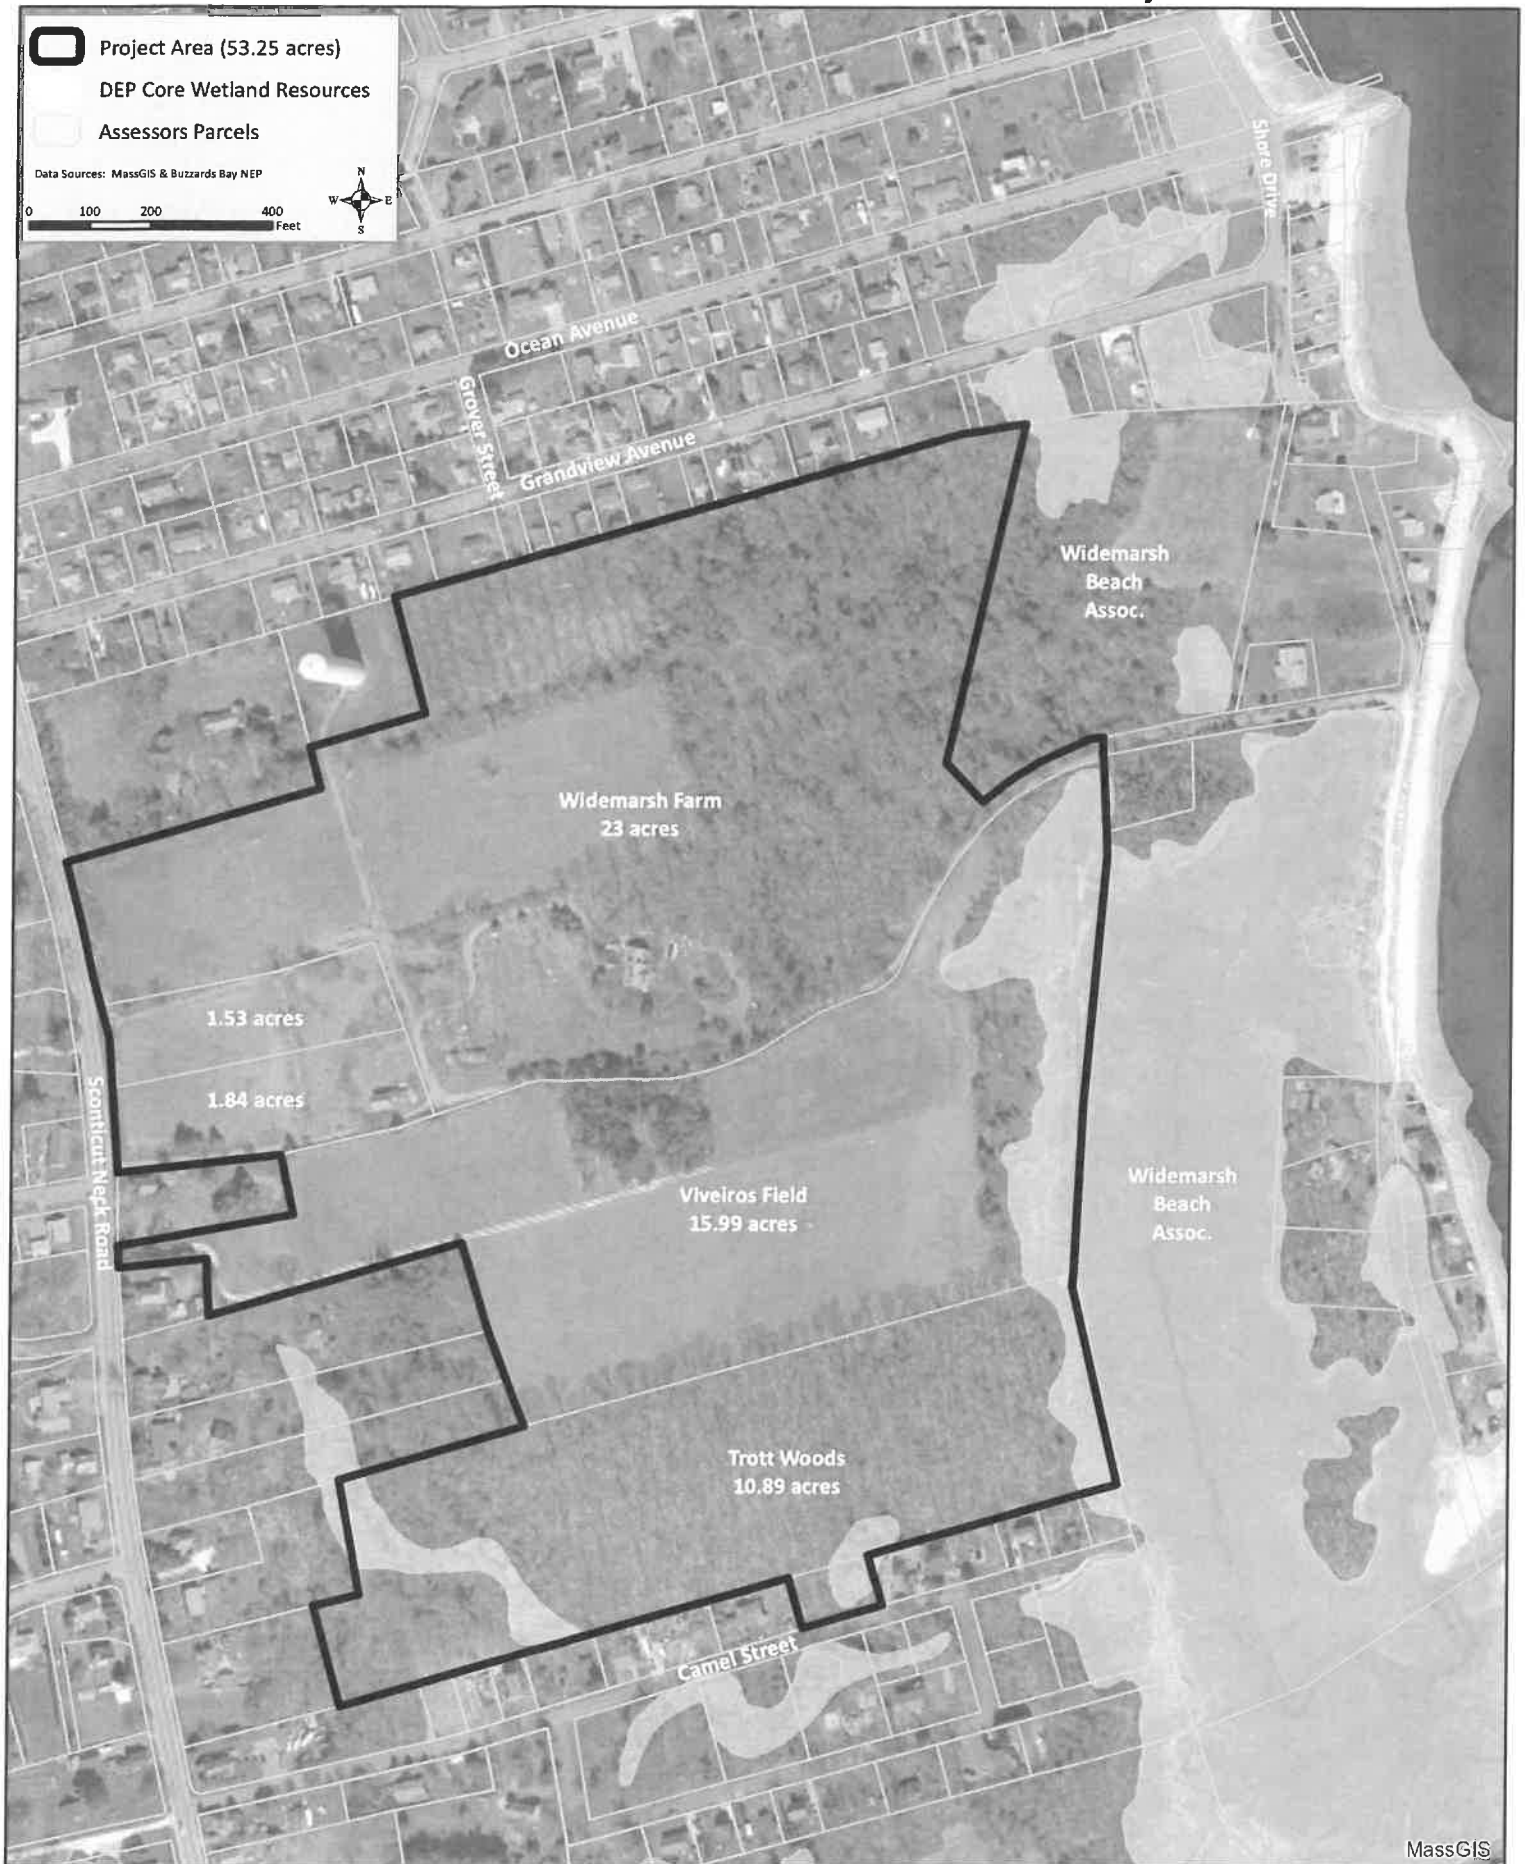 Project Area (53.25 acres)
DEP Core Wetland Resources
Assessors Parcels
Data Sources: MassGIS & Buzzards Bay NEP
N
W E
S
0 100 200 400
Feet
Shore Drive
Ocean Avenue
Grover Street
Grandview Avenue
Widemarsh
Beach
Assoc.
Widemarsh Farm
23 acres
1.53 acres
1.84 acres
Sconticut Neck Road
Viveiros Field
15.99 acres
Widemarsh
Beach
Assoc.
Trott Woods
10.89 acres
Camel Street
MassGIS